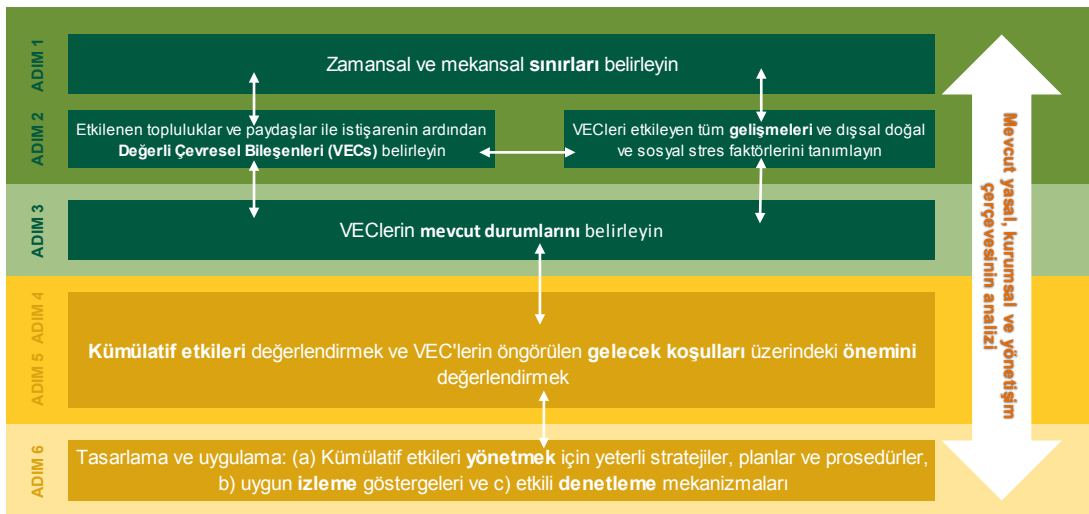 ADIM 1
Zamansal ve mekansal sınırları belirleyin
ADIM 2
Etkilenen topluluklar ve paydaşlar ile istişarenin ardından
Değerli Çevresel Bileşenleri (VECs) belirleyin
VECleri etkileyen tüm gelişmeleri ve dışsal doğal
ve sosyal stres faktörlerini tanımlayın
ADIM 3
VEClerin mevcut durumlarını belirleyin
ADIM 4
ADIM 5
Kümülatif etkileri değerlendirmek ve VEC'lerin öngörülen gelecek koşulları üzerindeki önemini
değerlendirmek
ADIM 6
Tasarlama ve uygulama: (a) Kümülatif etkileri yönetmek için yeterli stratejiler, planlar ve prosedürler,
b) uygun izleme göstergeleri ve c) etkili denetleme mekanizmaları
Mevcut yasal, kurumsal ve yönetişim
çerçevesinin analizi